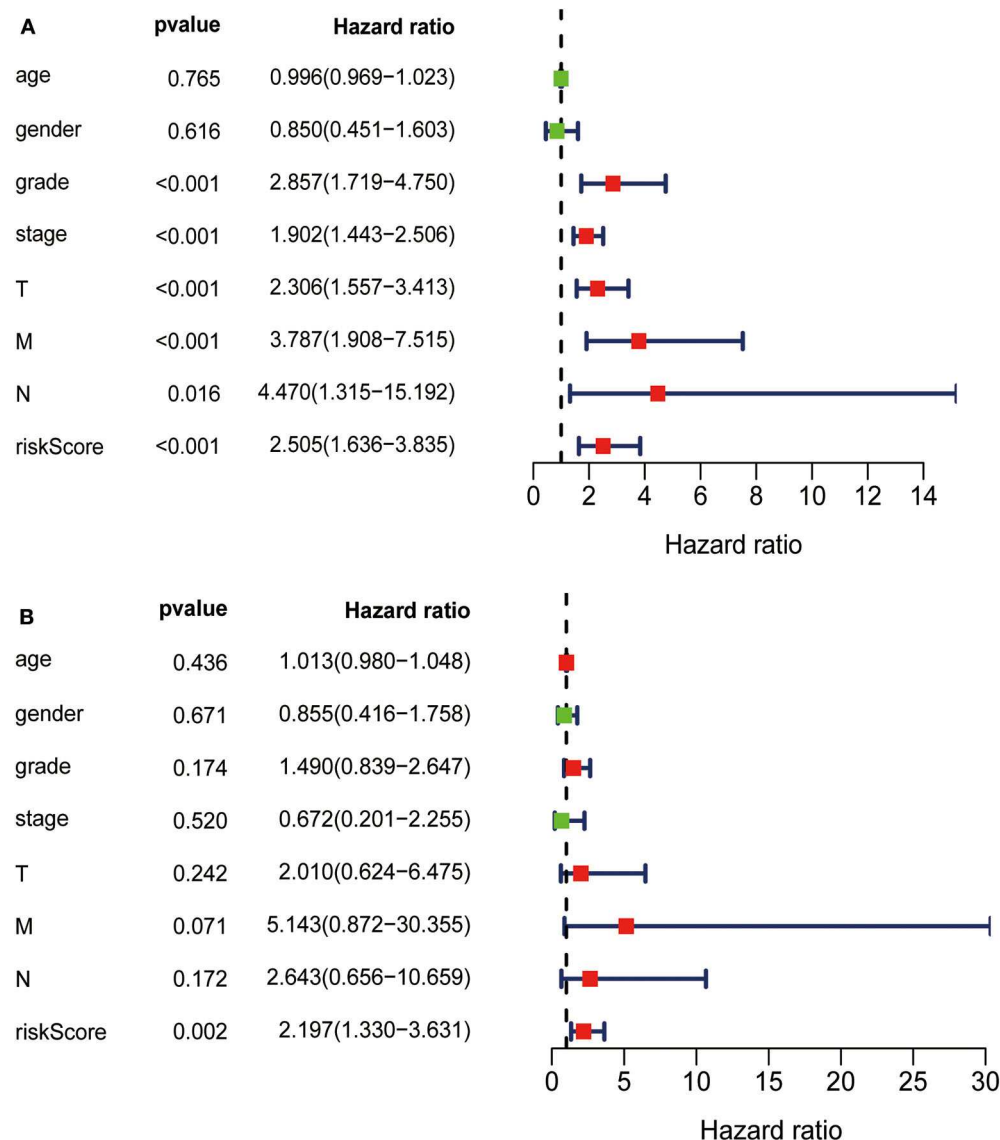 A pvalue Hazard ratio
age 0.765 0.996(0.969−1.023)
gender 0.616 0.850(0.451−1.603)
grade <0.001 2.857(1.719−4.750)
stage <0.001 1.902(1.443−2.506)
T <0.001 2.306(1.557−3.413)
M <0.001 3.787(1.908−7.515)
N 0.016 4.470(1.315−15.192)
riskScore <0.001 2.505(1.636−3.835)
0 2 4 6 8 10 12 14
Hazard ratio
B pvalue Hazard ratio
age 0.436 1.013(0.980−1.048)
gender 0.671 0.855(0.416−1.758)
grade 0.174 1.490(0.839−2.647)
stage 0.520 0.672(0.201−2.255)
T 0.242 2.010(0.624−6.475)
M 0.071 5.143(0.872−30.355)
N 0.172 2.643(0.656−10.659)
riskScore 0.002 2.197(1.330−3.631)
0 5 10 15 20 25 30
Hazard ratio